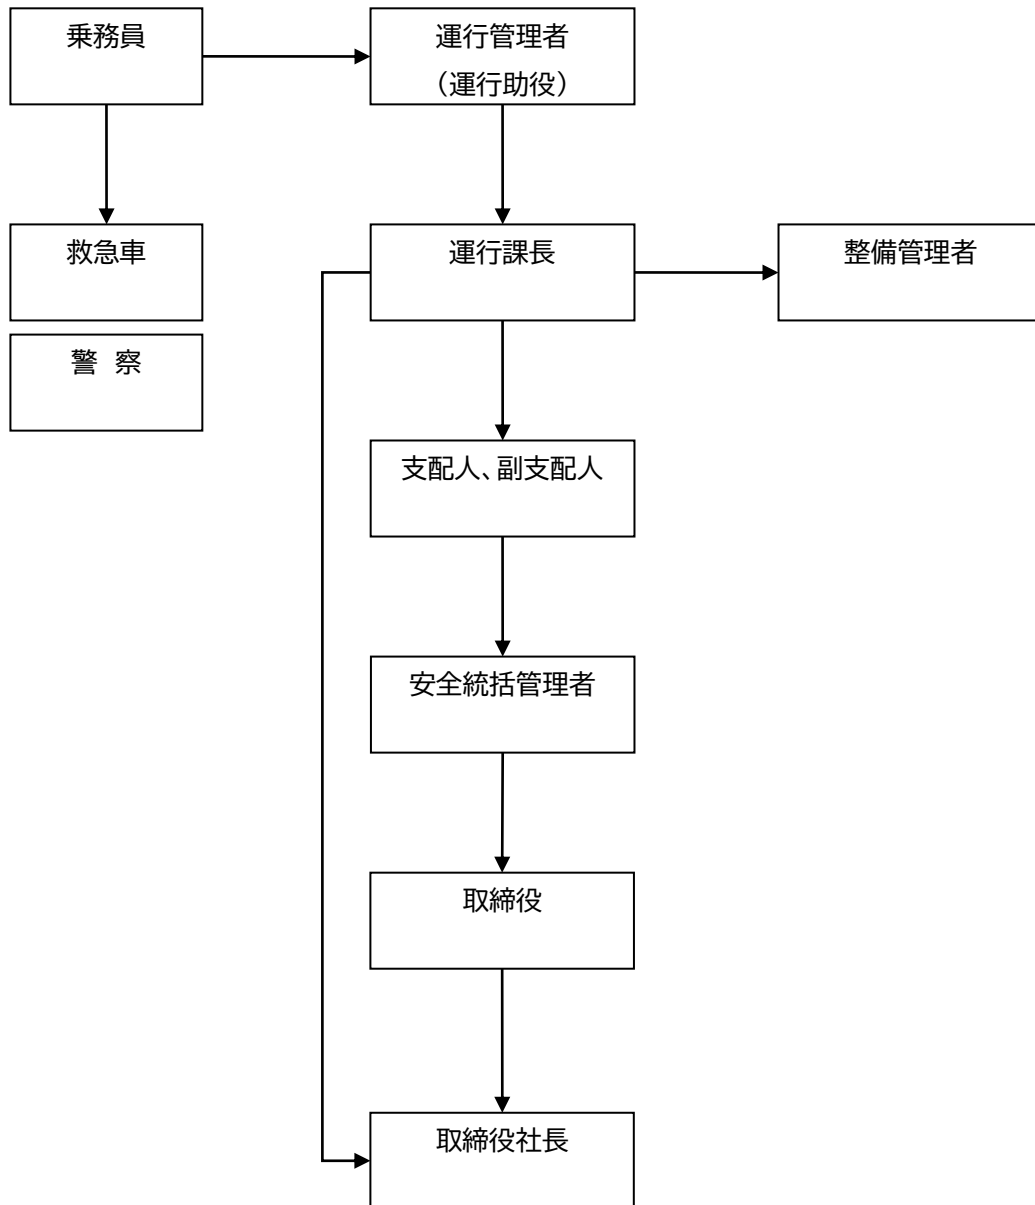 乗務員
運行管理者
（運行助役）
救急車
運行課長
整備管理者
警 察
支配人、副支配人
安全統括管理者
取締役
取締役社長